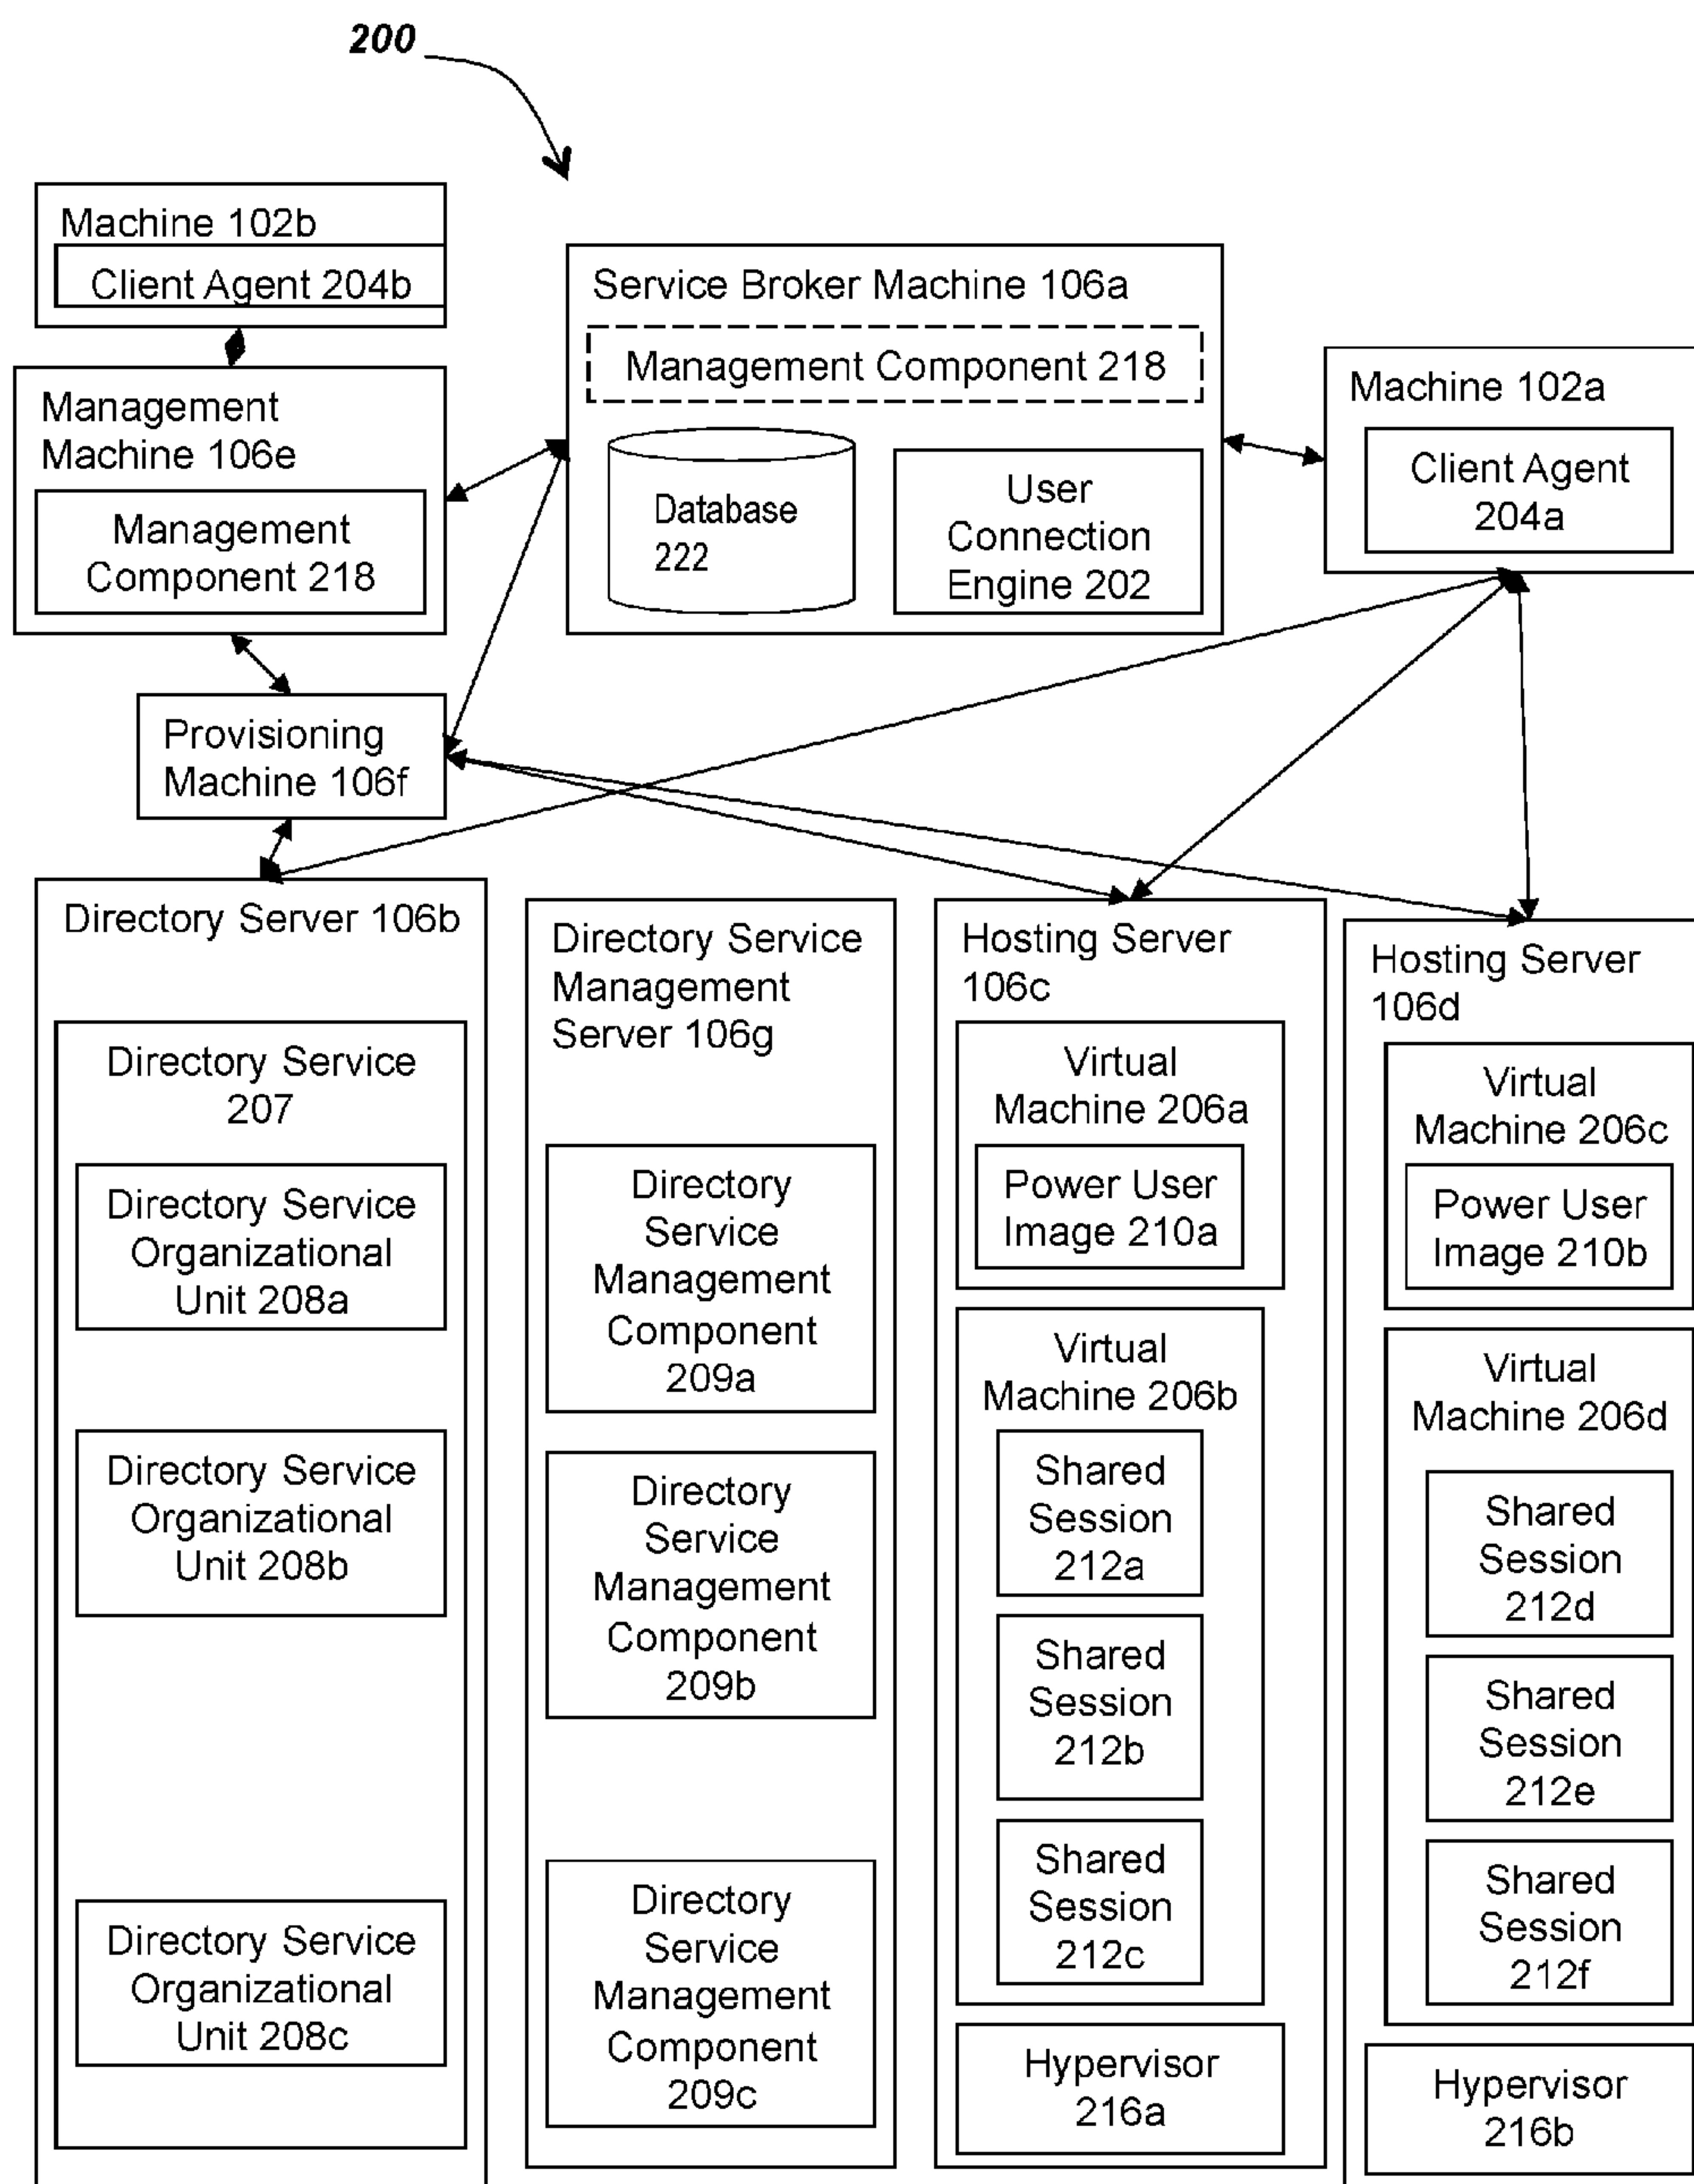 200
Machine 102b
Client Agent 204b
Service Broker Machine 106a
Management Component 218
Database
222
User
Connection
Engine 202
Machine 102a
Client Agent
204a
Management
Machine 106e
Management
Component 218
Provisioning
Machine 106f
Directory Server 106b
Directory Service
207
Directory Service
Organizational
Unit 208a
Directory Service
Organizational
Unit 208b
Directory Service
Organizational
Unit 208c
Directory Service
Management
Server 106g
Directory
Service
Management
Component
209a
Directory
Service
Management
Component
209b
Directory
Service
Management
Component
209c
Hosting Server
106c
Virtual
Machine 206a
Power User
Image 210a
Virtual
Machine 206b
Shared
Session
212a
Shared
Session
212b
Shared
Session
212c
Hypervisor
216a
Hosting Server
106d
Virtual
Machine 206c
Power User
Image 210b
Virtual
Machine 206d
Shared
Session
212d
Shared
Session
212e
Shared
Session
212f
Hypervisor
216b